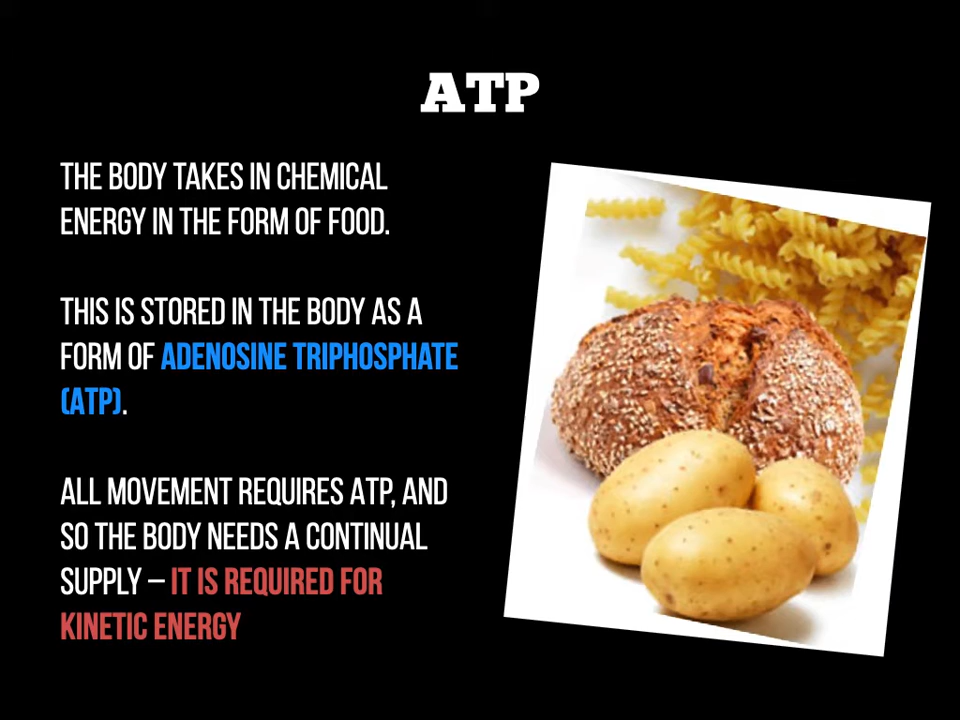 ATP
THE BODY TAKES IN CHEMICAL
ENERGY IN THE FORM OF FOOD.
THIS IS STORED IN THE BODY AS A
FORM OF ADENOSINE TRIPHOSPHATE
(ATP).
ALL MOVEMENT REQUIRES ATP, AND
SO THE BODY NEEDS A CONTINUAL
SUPPLY – IT IS REQUIRED FOR
KINETIC ENERGY